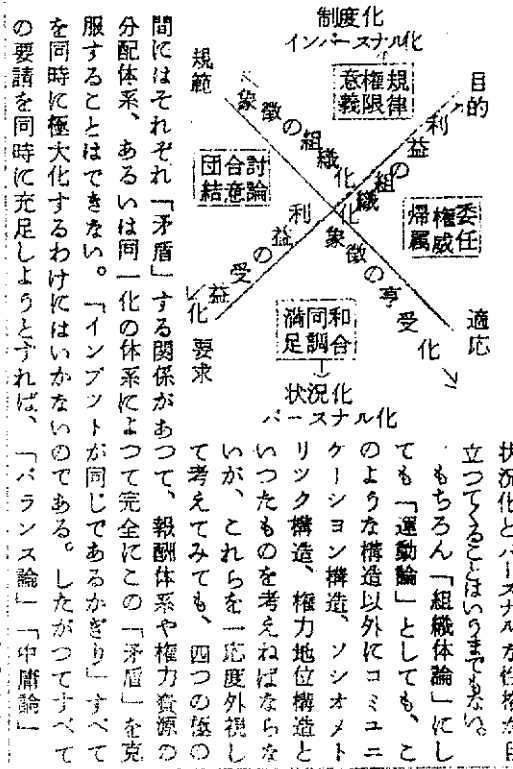 制度化
インパースナル化
規律
権限
意義
目的
規範
利益の組織化
象徴の組織化
討論
合意
団結
委任
権威
帰属
利益の享受化
象徴の享受化
和合
同調
満足
適応
要求
状況化
パースナル化
状況化とパースナルな性格が目
立つてくることはいうまでもない。
もちろん「組織体論」にし
ても「運動論」としても、こ
のような構造以外にコミユニ
ケーシヨン構造、ソシオメト
リツク構造、権力地位構造と
いつたものを考えねばならな
いが、これらを一応度外視し
て考えてみても、四つの極の
間にはそれぞれ「矛盾」する関係があつて、報酬体系や権力資源の
分配体系、あるいは同一化の体系によつて完全にこの「矛盾」を克
服することはできない。「インプツトが同じであるかぎり」すべて
を同時に極大化するわけにはいかないのである。したがつてすべて
の要請を同時に充足しようとすれば、「バランス論」「中庸論」